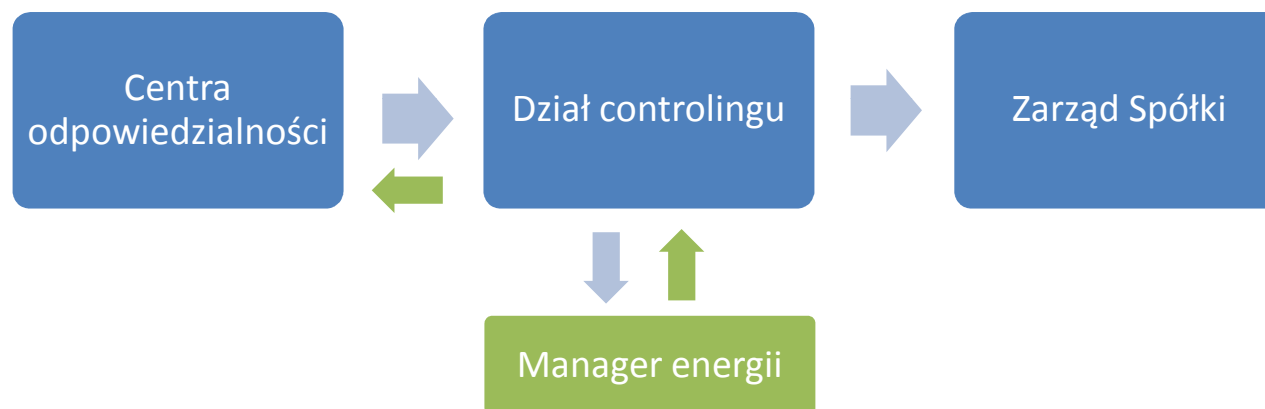 Centra
odpowiedzialności
Dział controlingu
Zarząd Spółki
Manager energii